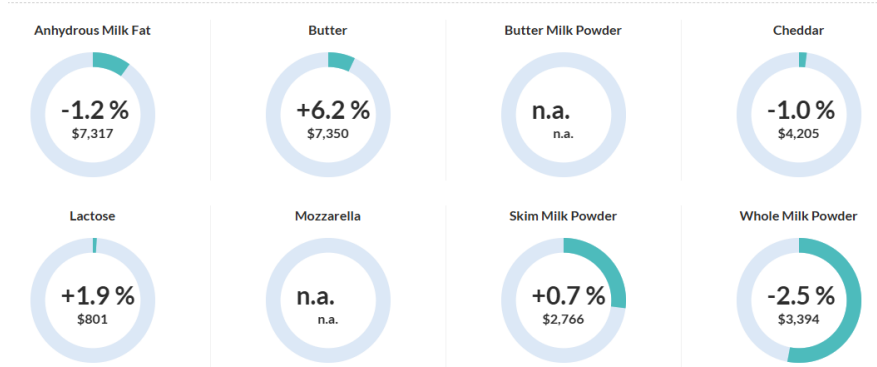 Anhydrous Milk Fat
-1.2 %
$7,317
Butter
+6.2 %
$7,350
Butter Milk Powder
n.a.
n.a.
Cheddar
-1.0 %
$4,205
Lactose
+1.9 %
$801
Mozzarella
n.a.
n.a.
Skim Milk Powder
+0.7 %
$2,766
Whole Milk Powder
-2.5 %
$3,394